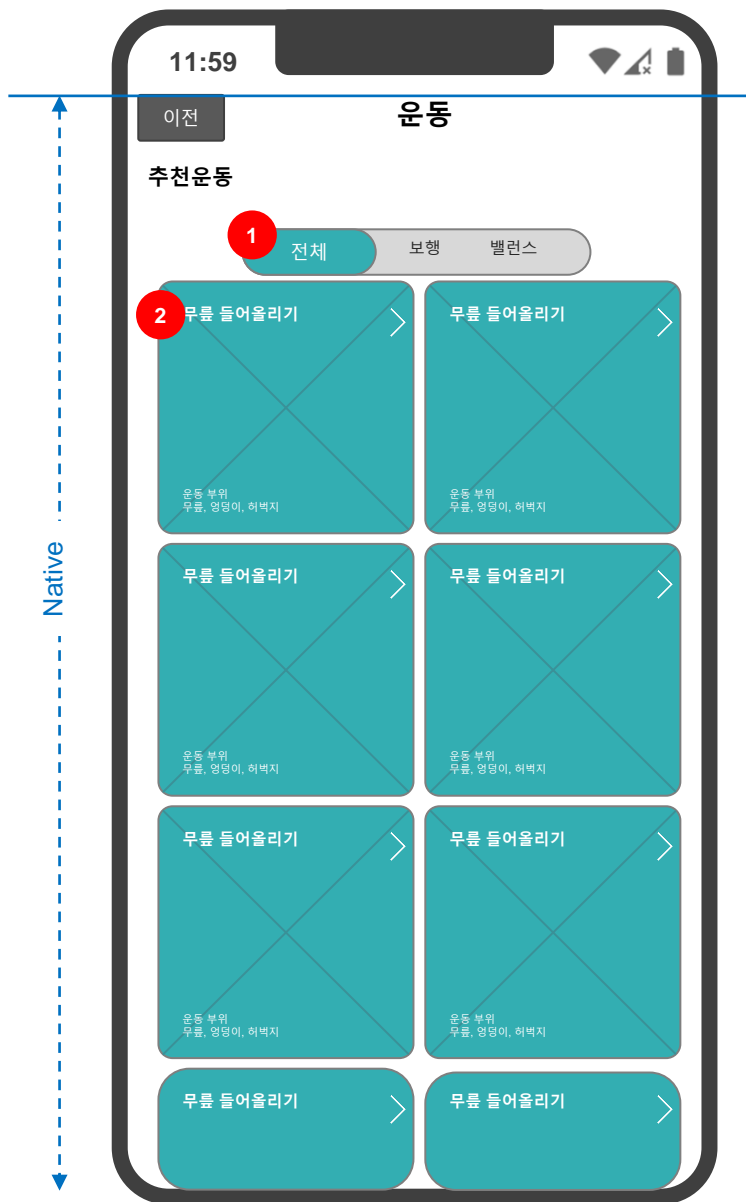 11:59
이전
운동
추천운동
1
전체
보행
밸런스
2
무릎 들어올리기
무릎 들어올리기
운동 부위
무릎, 엉덩이, 허벅지
운동 부위
무릎, 엉덩이, 허벅지
Native
무릎 들어올리기
무릎 들어올리기
운동 부위
무릎, 엉덩이, 허벅지
운동 부위
무릎, 엉덩이, 허벅지
무릎 들어올리기
무릎 들어올리기
운동 부위
무릎, 엉덩이, 허벅지
운동 부위
무릎, 엉덩이, 허벅지
무릎 들어올리기
무릎 들어올리기